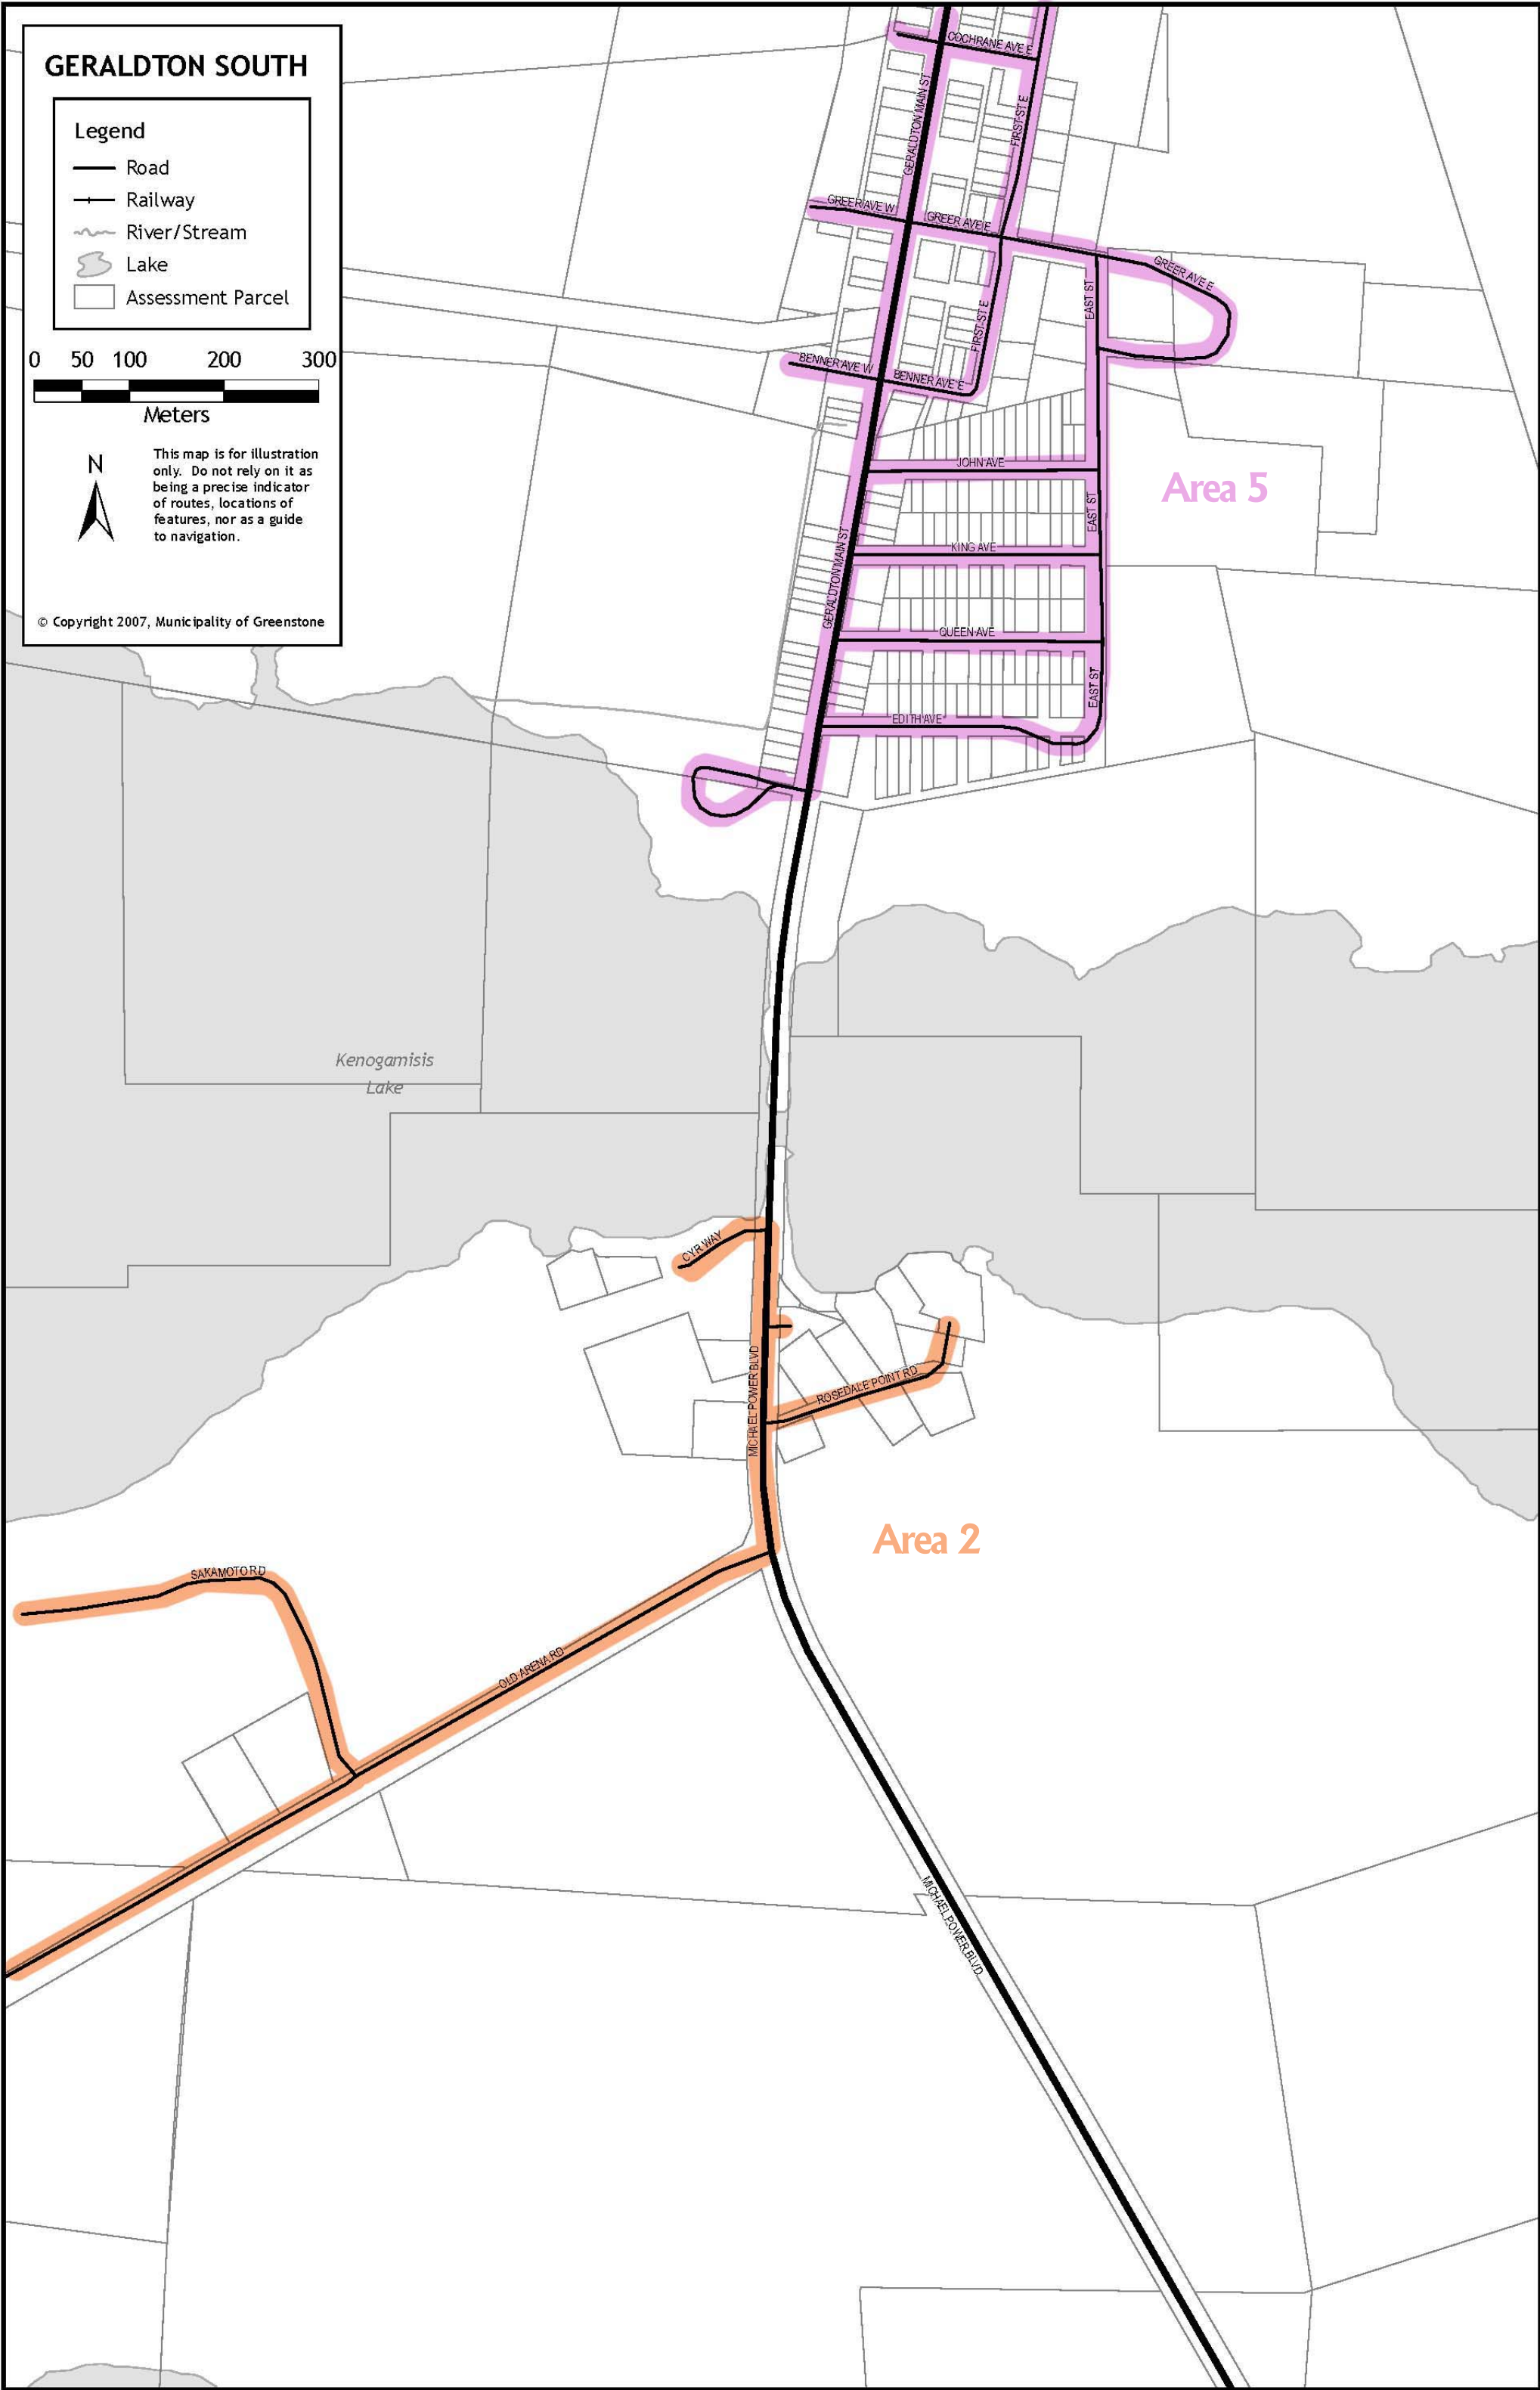 GERALDTON SOUTH
Legend
Road
Railway
River/Stream
Lake
Assessment Parcel
0 50 100 200 300
Meters
N
This map is for illustration
only. Do not rely on it as
being a precise indicator
of routes, locations of
features, nor as a guide
to navigation.
© Copyright 2007, Municipality of Greenstone
COCHRANE AVE E
GERALDTON MAIN ST
FIRST ST E
GREER AVE W
GREER AVE E
GREER AVE E
EAST ST
FIRST ST E
BENNER AVE W
BENNER AVE E
JOHN AVE
Area 5
EAST ST
KING AVE
GERALDTON MAIN ST
QUEEN AVE
EAST ST
EDITH AVE
Kenogamisis
Lake
CYR WAY
MICHAEL POWER BLVD
ROSEDALE POINT RD
Area 2
SAKAMOTO RD
OLD ARENA RD
MICHAEL POWER BLVD